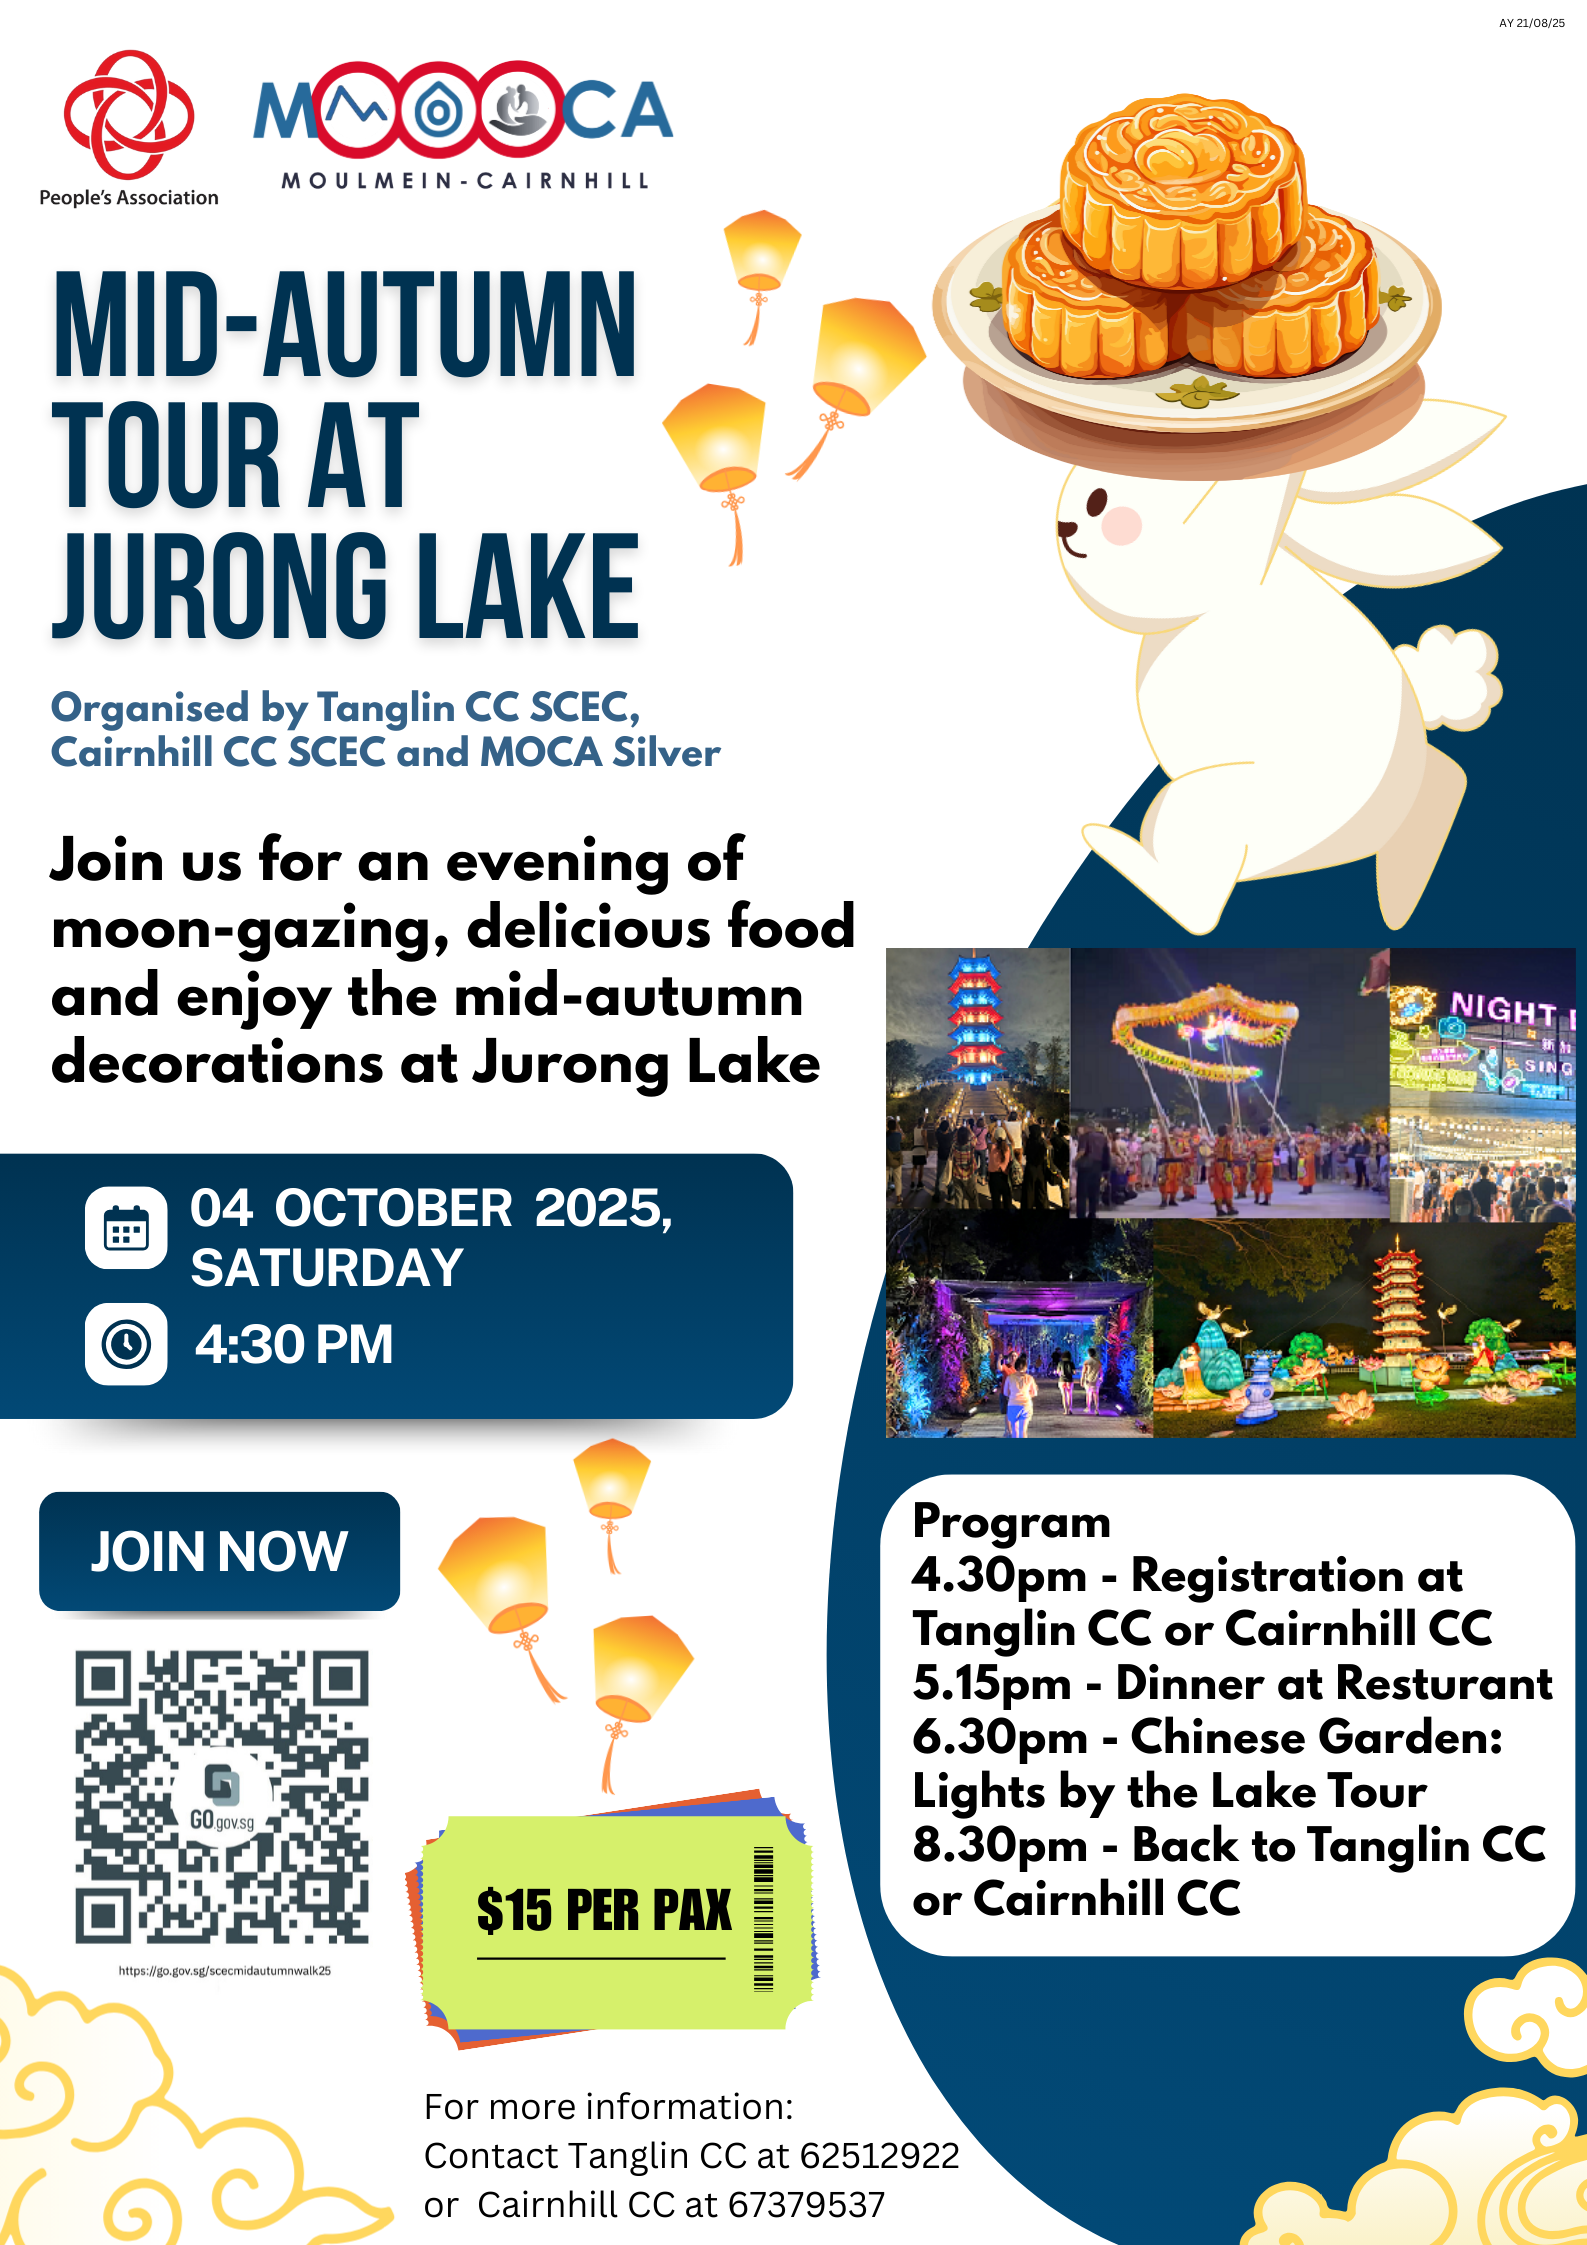 AY 21/08/25
People's Association
MOOOCA
MOULMEIN-CAIRNHILL
MID-AUTUMN
TOUR AT
JURONG LAKE
Organised by Tanglin CC SCEC,
Cairnhill CC SCEC and MOCA Silver
Join us for an evening of
moon-gazing, delicious food
and enjoy the mid-autumn
decorations at Jurong Lake
04 OCTOBER 2025,
SATURDAY
4:30 PM
NIGHT
SING
JOIN NOW
GO.gov.sg
https://go.gov.sg/scecmidautumnwalk25
$15 PER PAX
Program
4.30pm - Registration at
Tanglin CC or Cairnhill CC
5.15pm - Dinner at Resturant
6.30pm - Chinese Garden:
Lights by the Lake Tour
8.30pm - Back to Tanglin CC
or Cairnhill CC
For more information:
Contact Tanglin CC at 62512922
or Cairnhill CC at 67379537